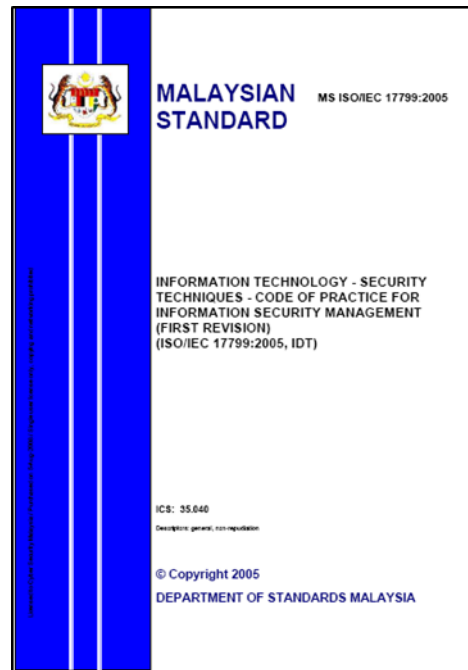 MALAYSIAN
STANDARD
MS ISO/IEC 17799:2005
INFORMATION TECHNOLOGY - SECURITY
TECHNIQUES - CODE OF PRACTICE FOR
INFORMATION SECURITY MANAGEMENT
(FIRST REVISION)
(ISO/IEC 17799:2005, IDT)
ICS: 35.040
Descriptors: general, non-repudiation
© Copyright 2005
DEPARTMENT OF STANDARDS MALAYSIA